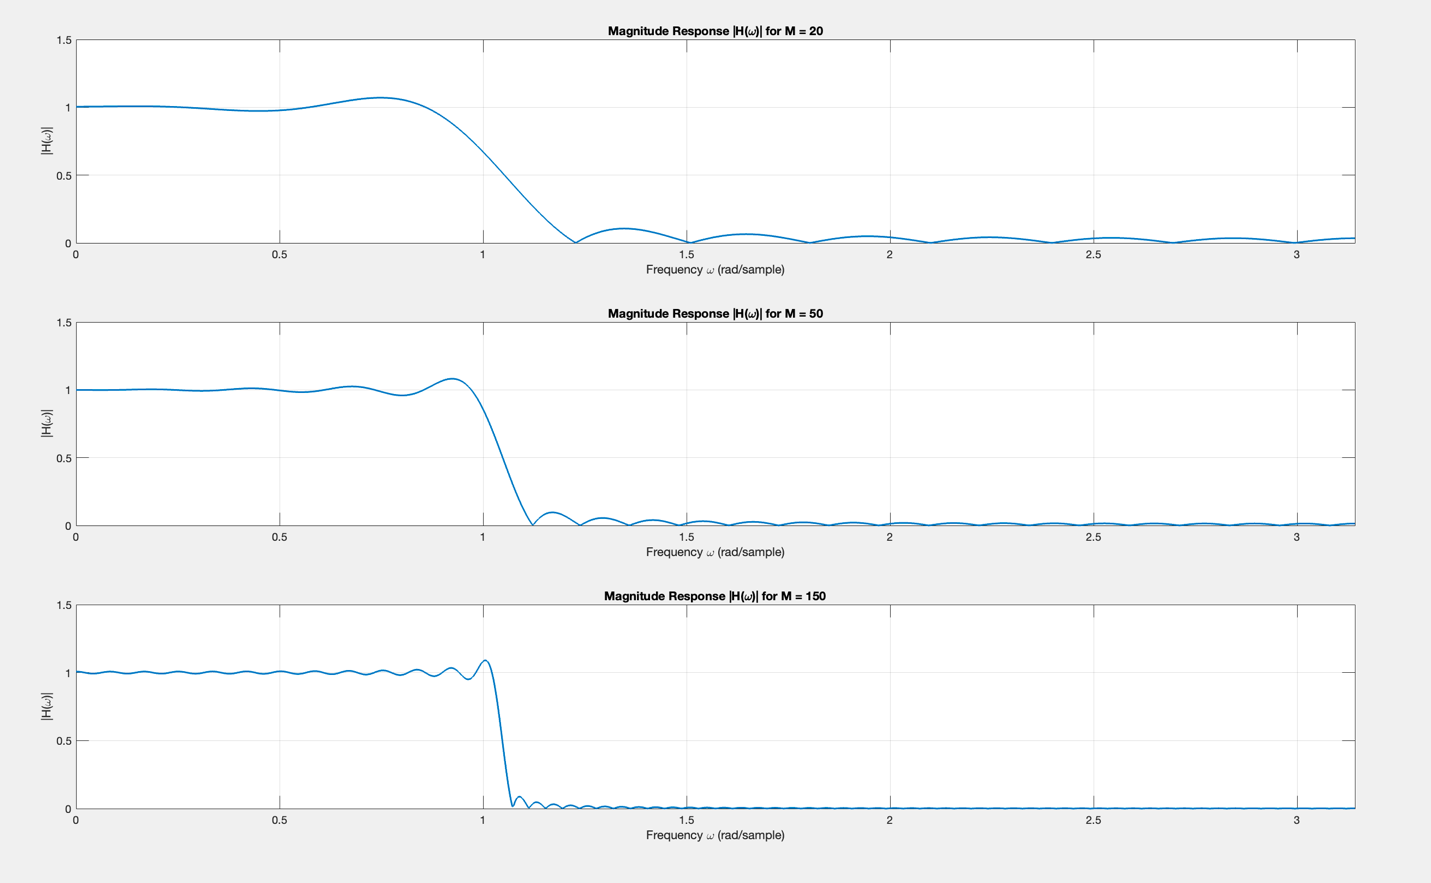 Magnitude Response |H(ω)| for M = 20
1.5
1
0.5
0
|H(ω)|
0 0.5 1 1.5 2 2.5 3
Frequency ω (rad/sample)
Magnitude Response |H(ω)| for M = 50
1.5
1
0.5
0
|H(ω)|
0 0.5 1 1.5 2 2.5 3
Frequency ω (rad/sample)
Magnitude Response |H(ω)| for M = 150
1.5
1
0.5
0
|H(ω)|
0 0.5 1 1.5 2 2.5 3
Frequency ω (rad/sample)